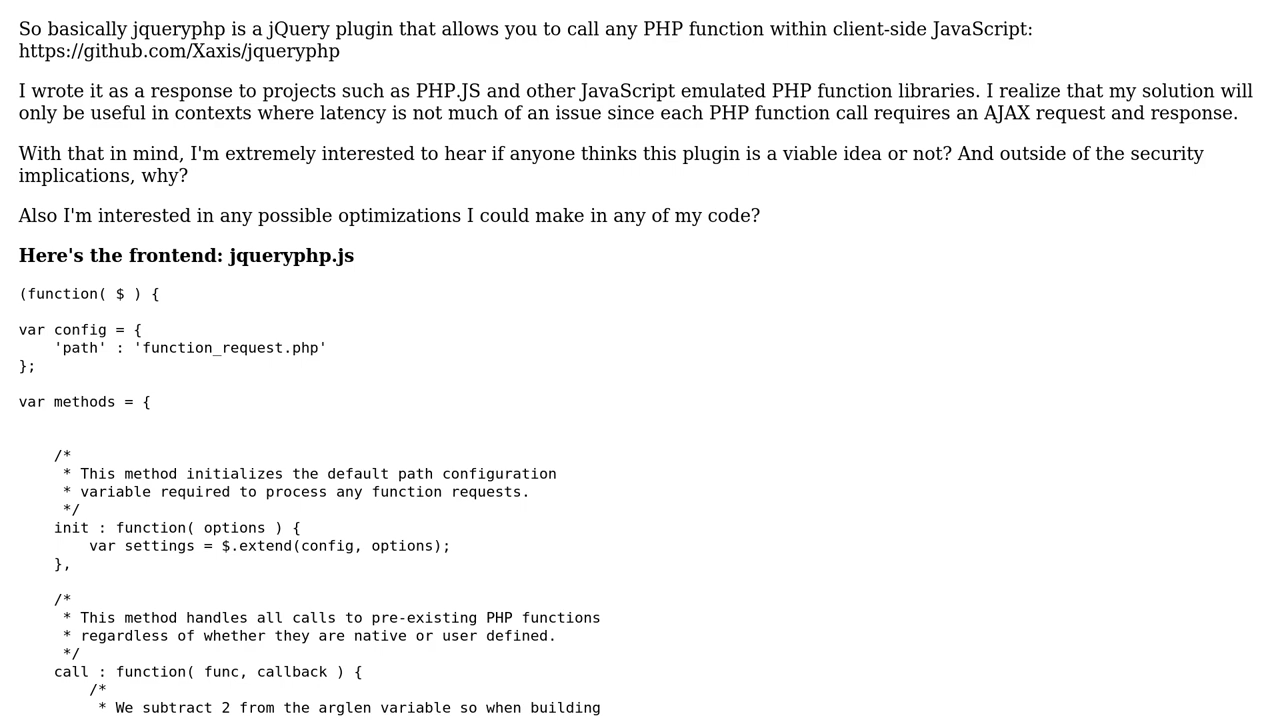 So basically jqueryphp is a jQuery plugin that allows you to call any PHP function within client-side JavaScript:
https://github.com/Xaxis/jqueryphp
I wrote it as a response to projects such as PHP.JS and other JavaScript emulated PHP function libraries. I realize that my solution will
only be useful in contexts where latency is not much of an issue since each PHP function call requires an AJAX request and response.
With that in mind, I'm extremely interested to hear if anyone thinks this plugin is a viable idea or not? And outside of the security
implications, why?
Also I'm interested in any possible optimizations I could make in any of my code?
Here's the frontend: jqueryphp.js
(function( $ ) {
var config = {
    'path' : 'function_request.php'
};
var methods = {
    /*
     * This method initializes the default path configuration
     * variable required to process any function requests.
     */
    init : function( options ) {
        var settings = $.extend(config, options);
    },
    /*
     * This method handles all calls to pre-existing PHP functions
     * regardless of whether they are native or user defined.
     */
    call : function( func, callback ) {
        /*
         * We subtract 2 from the arglen variable so when building